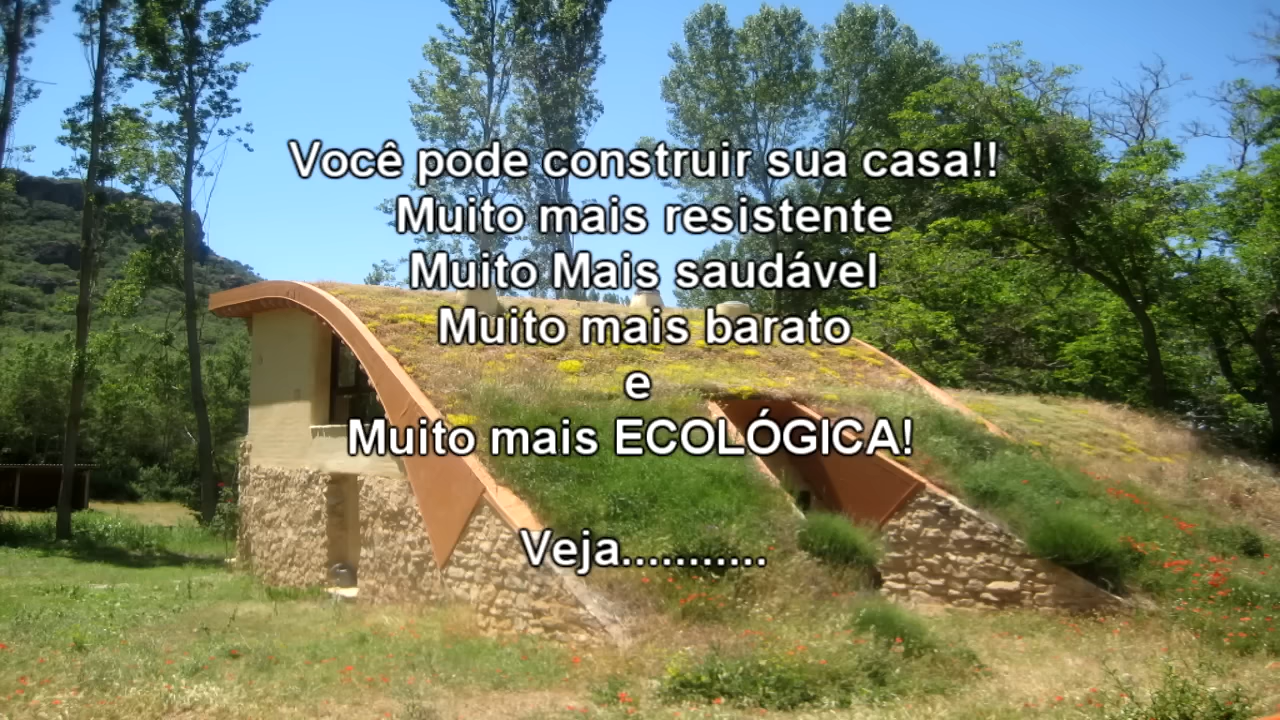 Você pode construir sua casa!!
Muito mais resistente
Muito Mais saudável
Muito mais barato
e
Muito mais ECOLÓGICA!
Veja...........